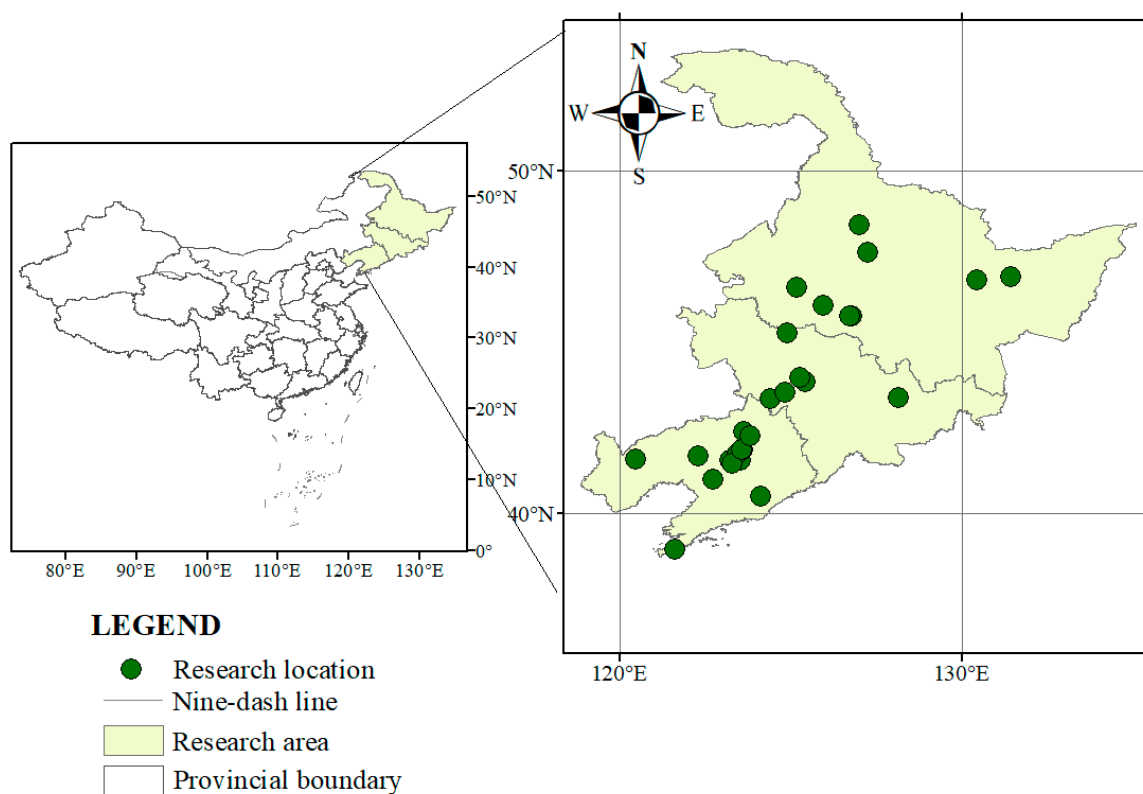 50°N
40°N
30°N
20°N
10°N
0°
80°E 90°E 100°E 110°E 120°E 130°E
N
W E
S
50°N
40°N
120°E 130°E
LEGEND
Research location
Nine-dash line
Research area
Provincial boundary